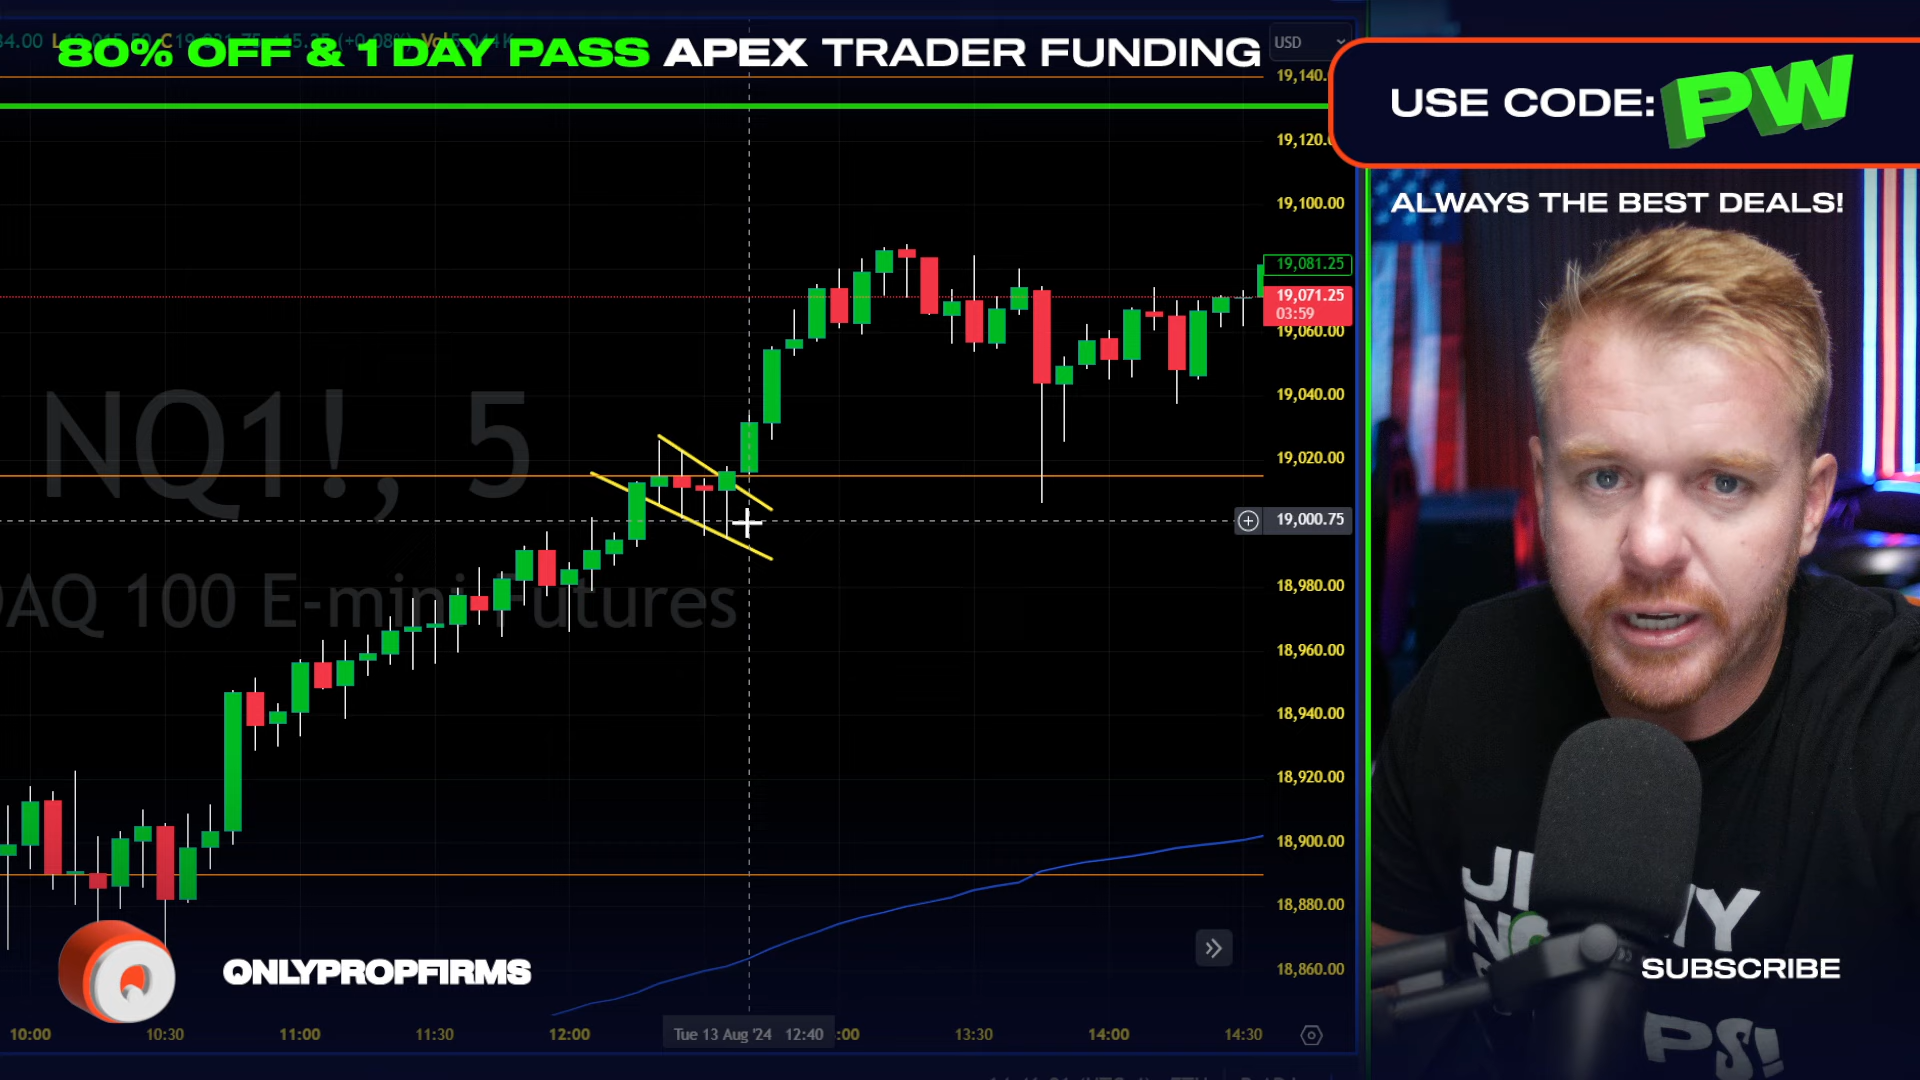 80% OFF & 1 DAY PASS APEX TRADER FUNDING
USD
USE CODE: PW
ALWAYS THE BEST DEALS!
19,140.
19,120.
19,100.00
19,081.25
19,071.25
03:59
19,060.00
19,040.00
19,020.00
19,000.75
18,980.00
18,960.00
18,940.00
18,920.00
18,900.00
18,880.00
18,860.00
NQ1!, 5
DAQ 100 E-mini Futures
ONLYPROPFIRMS
SUBSCRIBE
10:00 10:30 11:00 11:30 12:00 Tue 13 Aug '24 12:40 :00 13:30 14:00 14:30